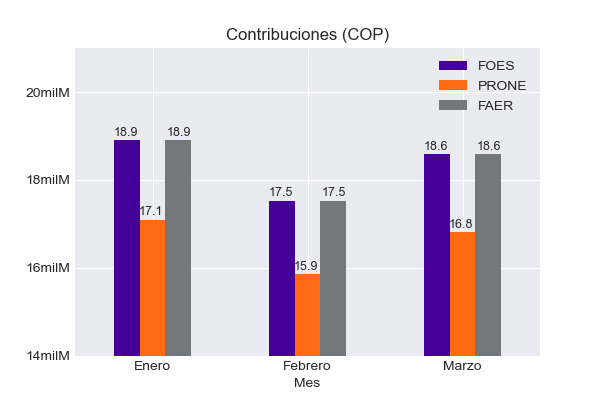 Contribuciones (COP)
FOES
PRONE
FAER
20milM
18milM
16milM
14milM
18.9
17.1
18.9
17.5
15.9
17.5
18.6
16.8
18.6
Enero
Febrero
Marzo
Mes